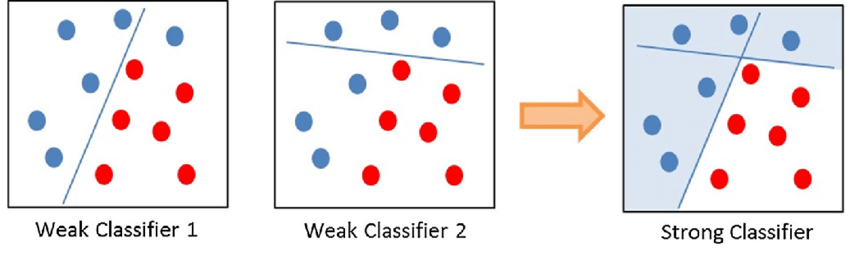 Weak Classifier 1
Weak Classifier 2
Strong Classifier